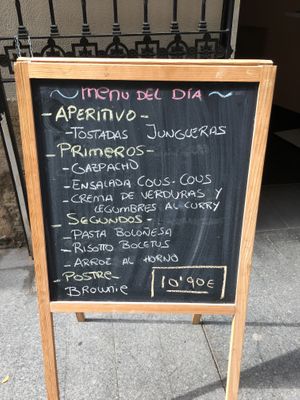 ~ MENU DEL DÍA ~
- APERITIVO -
- TOSTADAS JUNGUERAS
- PRIMEROS -
- GAZPACHO
- ENSALADA COUS-COUS
- CREMA DE VERDURAS Y
LEGUMBRES AL CURRY
- SEGUNDOS -
- PASTA BOLOÑESA
- RISOTTO BOLETUS
- ARROZ AL HORNO
- POSTRE -
- BROWNIE
10'90€